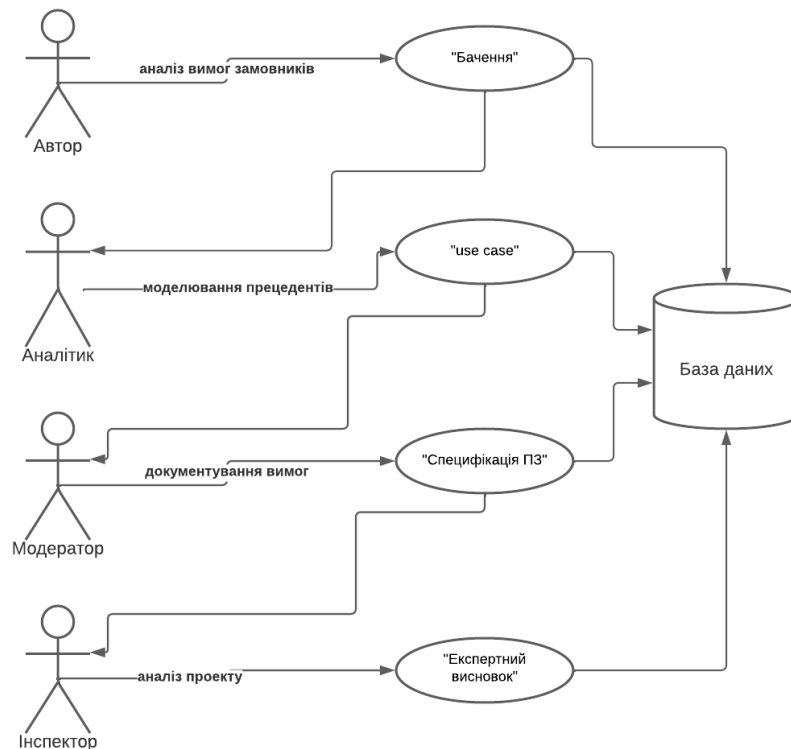 "Бачення"
аналіз вимог замовників
Автор
"use case"
моделювання прецедентів
Аналітик
База даних
"Специфікація ПЗ"
документування вимог
Модератор
"Експертний
висновок"
аналіз проекту
Інспектор